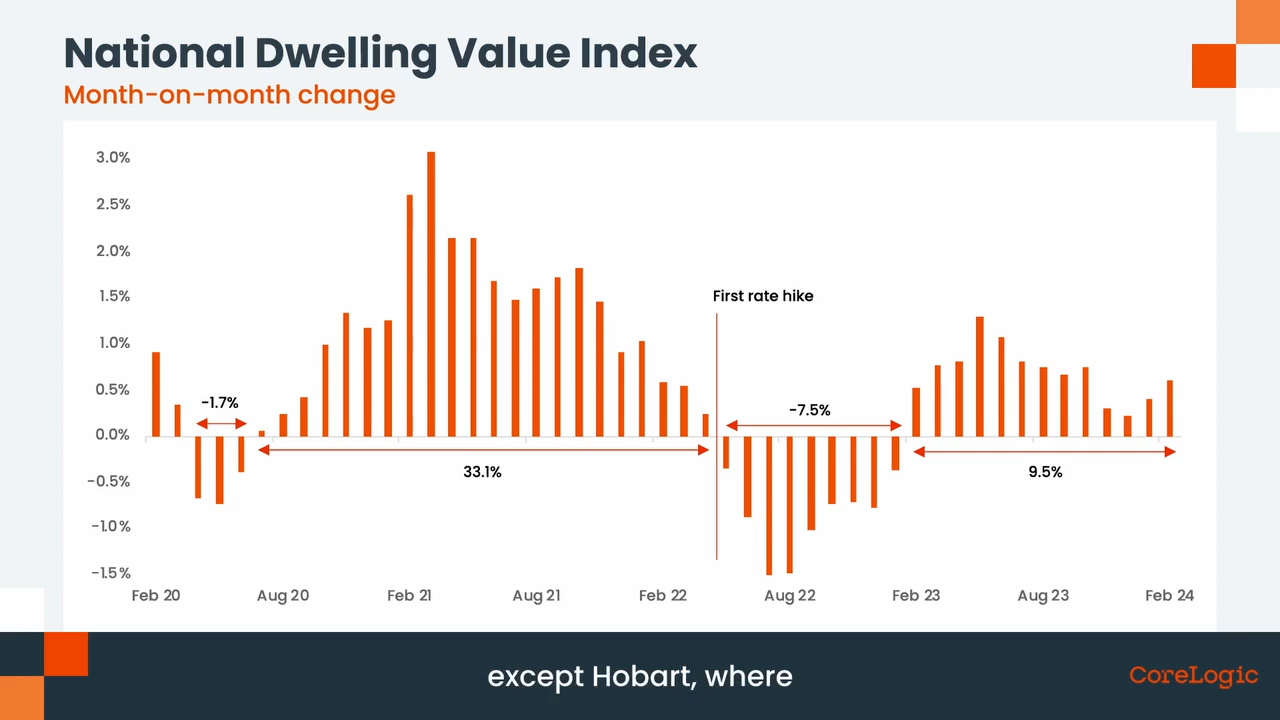 National Dwelling Value Index
Month-on-month change
3.0%
2.5%
2.0%
1.5%
1.0%
0.5%
0.0%
-0.5%
-1.0%
-1.5%
First rate hike
-1.7%
33.1%
-7.5%
9.5%
Feb 20 Aug 20 Feb 21 Aug 21 Feb 22 Aug 22 Feb 23 Aug 23 Feb 24
except Hobart, where
CoreLogic